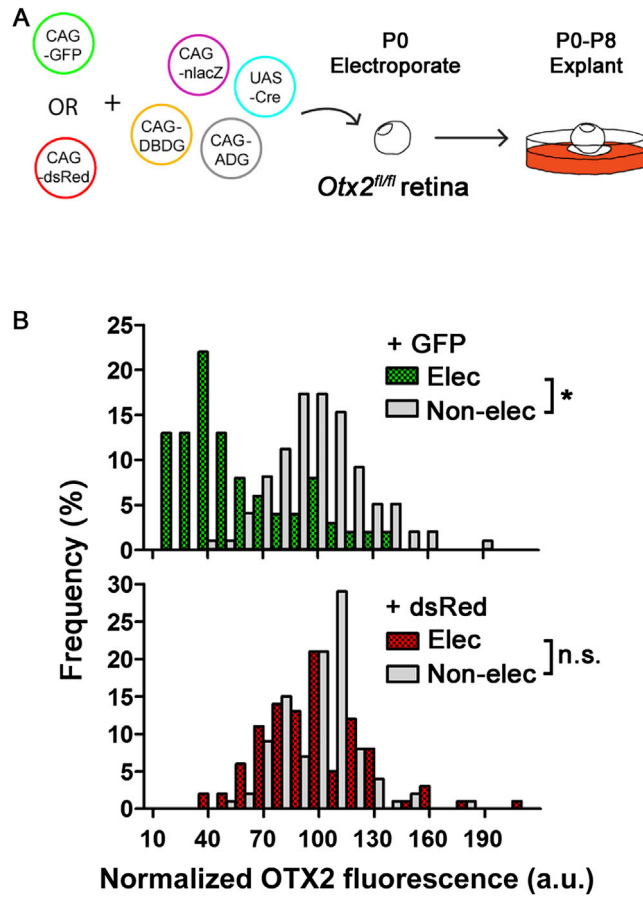 A
CAG
-GFP
OR
CAG
-dsRed
+
CAG
-nlacZ
UAS
-Cre
CAG-
DBDG
CAG-
ADG
P0
Electroporate
Otx2fl/fl retina
P0-P8
Explant
B
25
20
15
10
5
0
+ GFP
Elec
Non-elec
*
Frequency (%)
30
25
20
15
10
5
0
+ dsRed
Elec
Non-elec
n.s.
10 40 70 100 130 160 190
Normalized OTX2 fluorescence (a.u.)